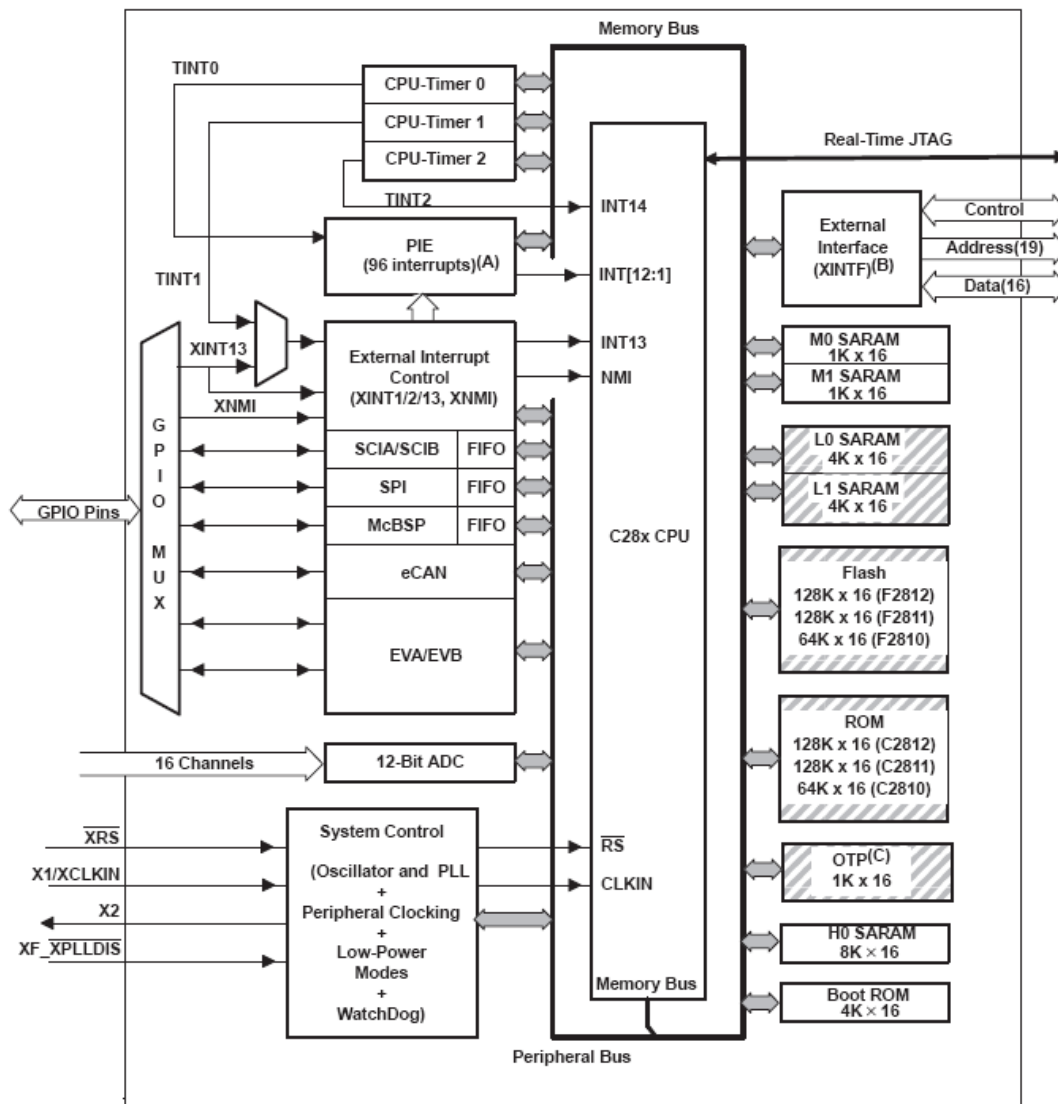 Memory Bus
TINT0
CPU-Timer 0
CPU-Timer 1
CPU-Timer 2
Real-Time JTAG
TINT2
INT14
PIE
(96 interrupts)(A)
INT[12:1]
External
Interface
(XINTF)(B)
Control
Address(19)
Data(16)
TINT1
XINT13
External Interrupt
Control
(XINT1/2/13, XNMI)
INT13
NMI
M0 SARAM
1K x 16
M1 SARAM
1K x 16
XNMI
GPIO MUX
GPIO Pins
SCIA/SCIB
FIFO
SPI
FIFO
McBSP
FIFO
eCAN
EVA/EVB
C28x CPU
L0 SARAM
4K x 16
L1 SARAM
4K x 16
Flash
128K x 16 (F2812)
128K x 16 (F2811)
64K x 16 (F2810)
16 Channels
12-Bit ADC
ROM
128K x 16 (C2812)
128K x 16 (C2811)
64K x 16 (C2810)
XRS
X1/XCLKIN
X2
XF_XPLLDIS
System Control
(Oscillator and PLL
+
Peripheral Clocking
+
Low-Power
Modes
+
WatchDog)
RS
CLKIN
OTP(C)
1K x 16
H0 SARAM
8K × 16
Boot ROM
4K × 16
Memory Bus
Peripheral Bus